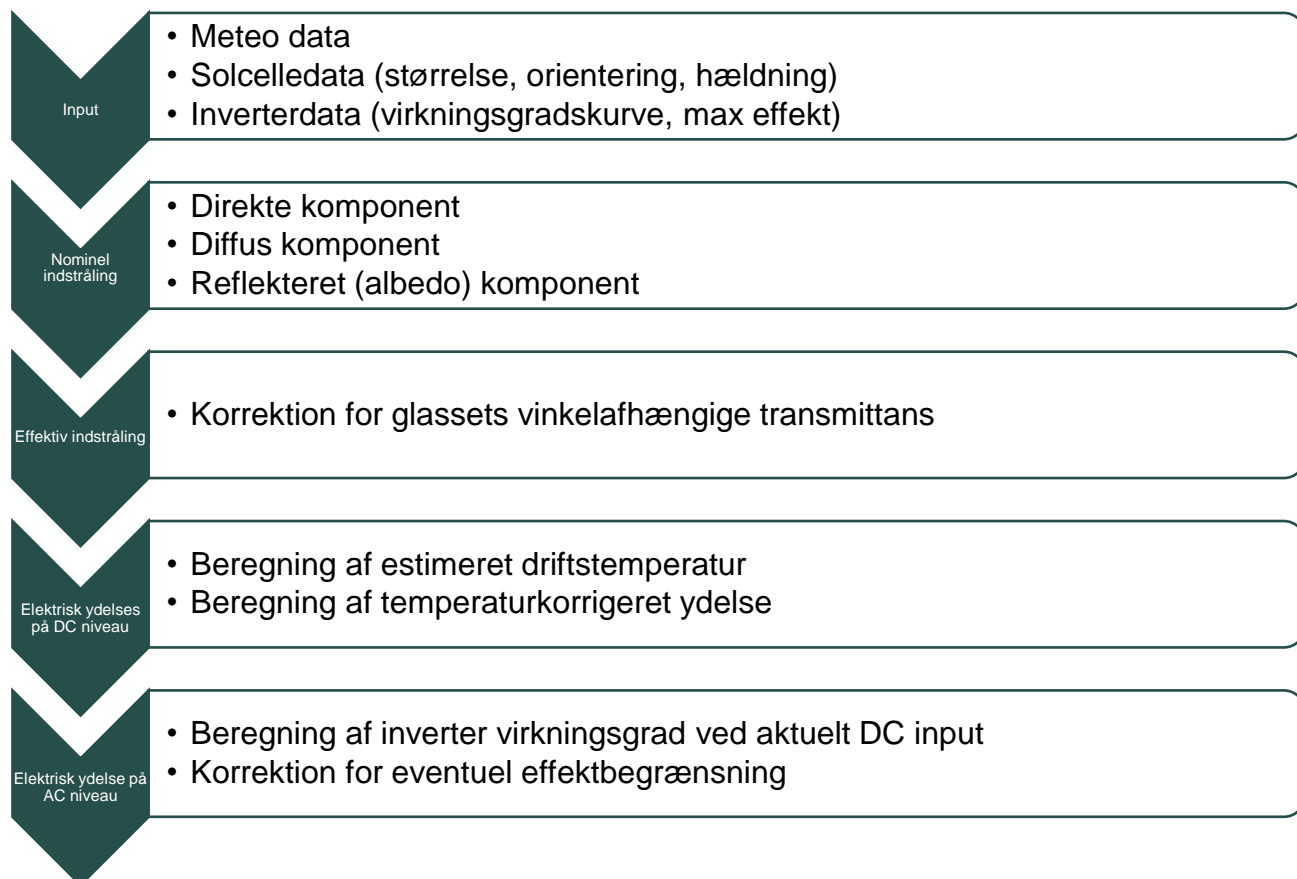 Input
• Meteo data
• Solcelledata (størrelse, orientering, hældning)
• Inverterdata (virkningsgradskurve, max effekt)
Nominel
indstråling
• Direkte komponent
• Diffus komponent
• Reflekteret (albedo) komponent
Effektiv indstråling
• Korrektion for glassets vinkelafhængige transmittans
Elektrisk ydelses
på DC niveau
• Beregning af estimeret driftstemperatur
• Beregning af temperaturkorrigeret ydelse
Elektrisk ydelse på
AC niveau
• Beregning af inverter virkningsgrad ved aktuelt DC input
• Korrektion for eventuel effektbegrænsning